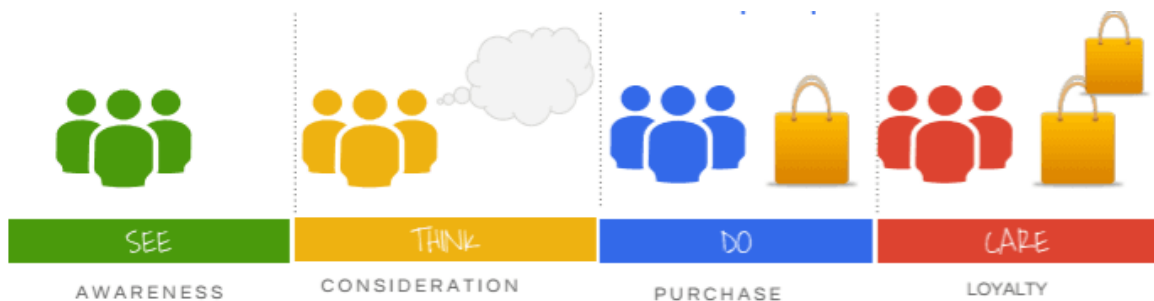 SEE
THINK
DO
CARE
AWARENESS
CONSIDERATION
PURCHASE
LOYALTY